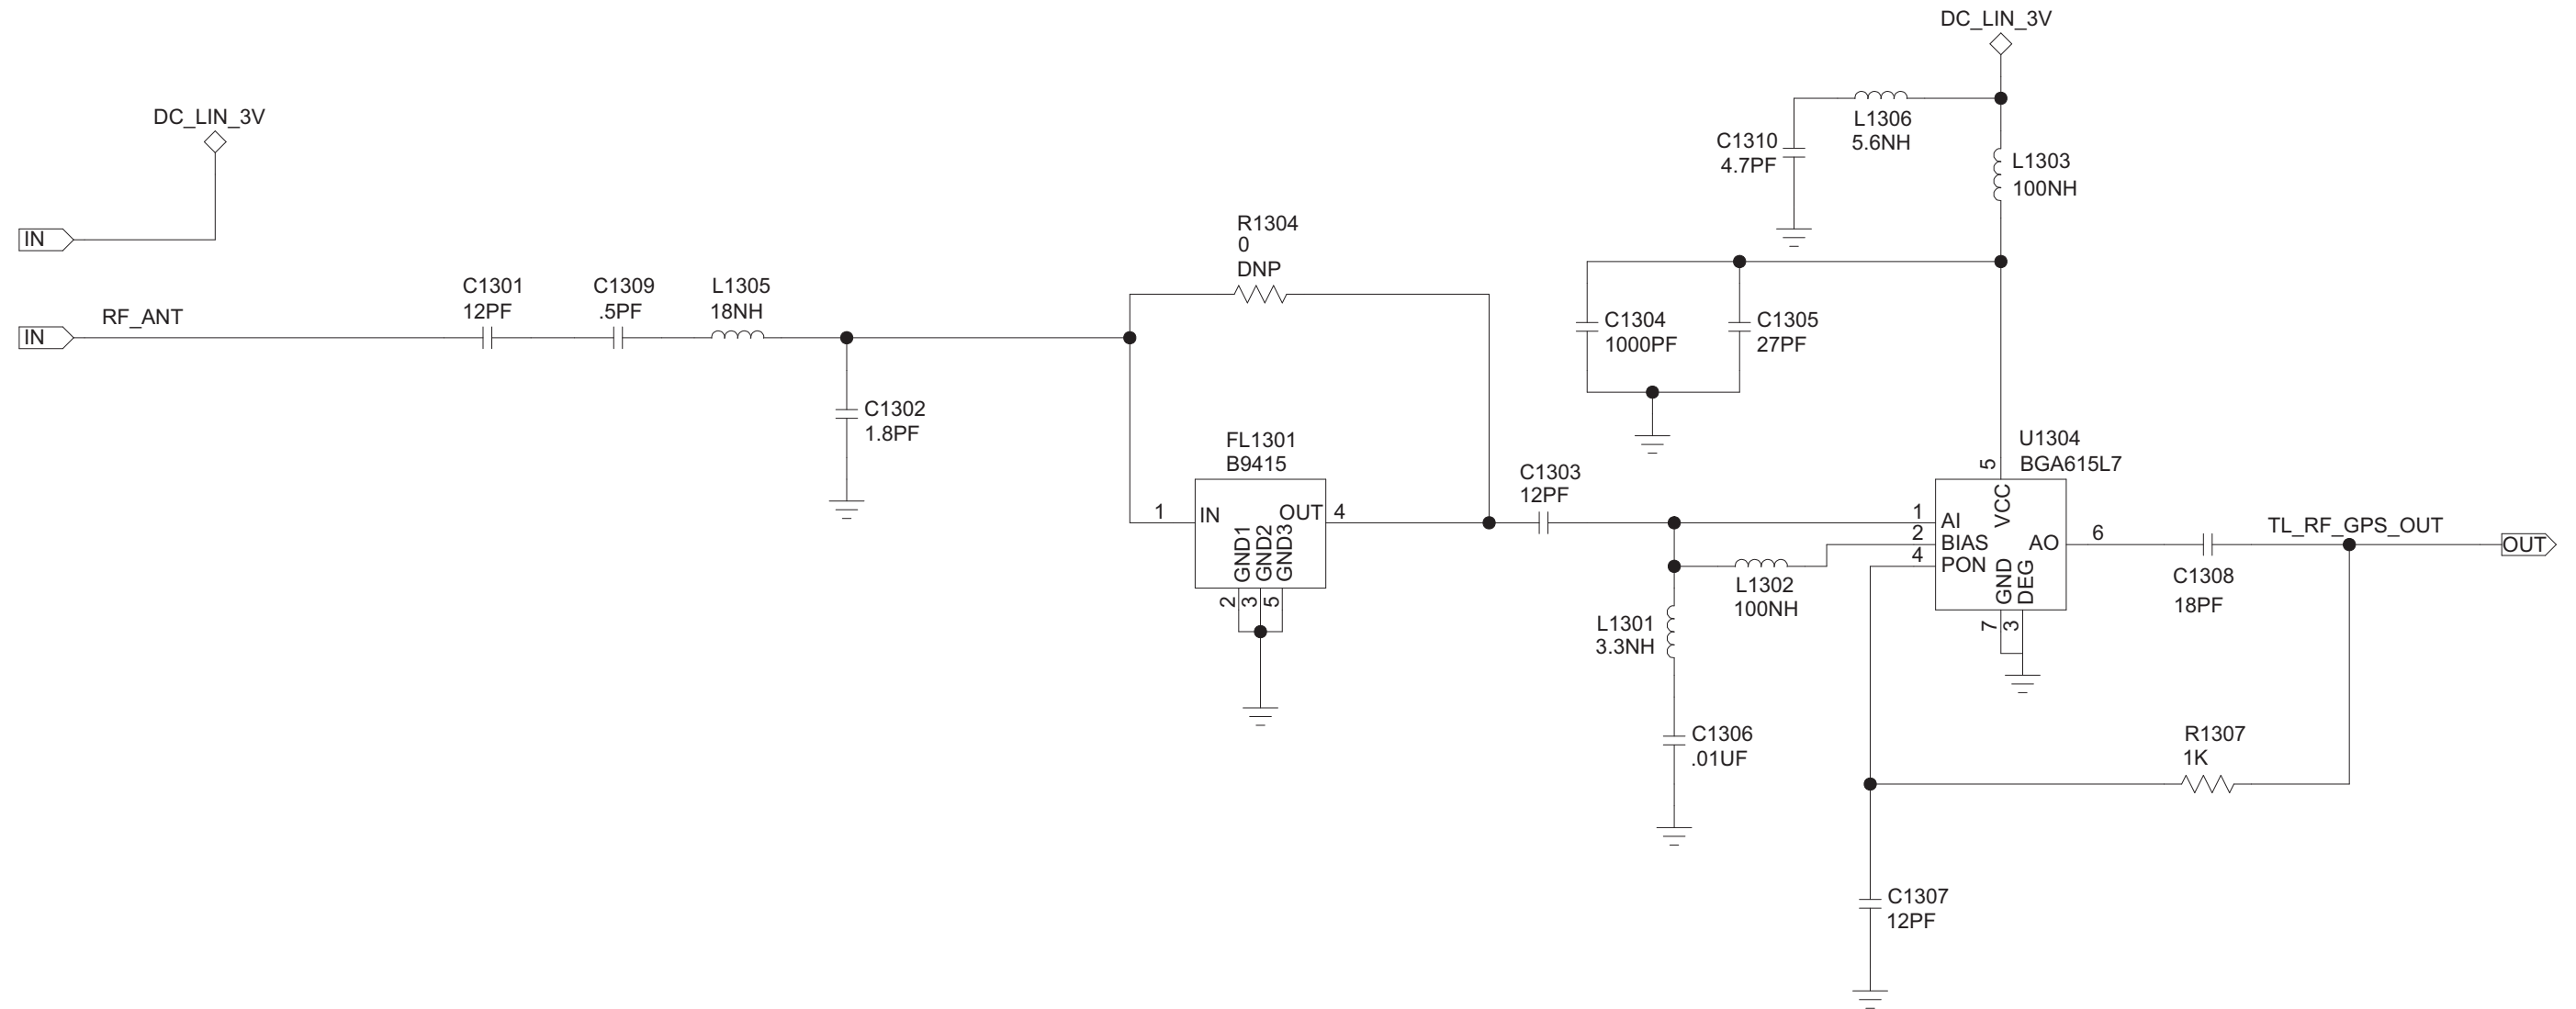 DC_LIN_3V
DC_LIN_3V
L1306
5.6NH
C1310
4.7PF
L1303
100NH
IN
R1304
0
DNP
C1301
12PF
C1309
.5PF
L1305
18NH
RF_ANT
IN
C1304
1000PF
C1305
27PF
C1302
1.8PF
FL1301
B9415
C1303
12PF
U1304
BGA615L7
5
VCC
1
IN
OUT
4
GND1
GND2
GND3
2
3
5
1
AI
2
BIAS
4
PON
AO
6
GND
DEG
7
3
TL_RF_GPS_OUT
OUT
C1308
18PF
L1302
100NH
L1301
3.3NH
C1306
.01UF
R1307
1K
C1307
12PF